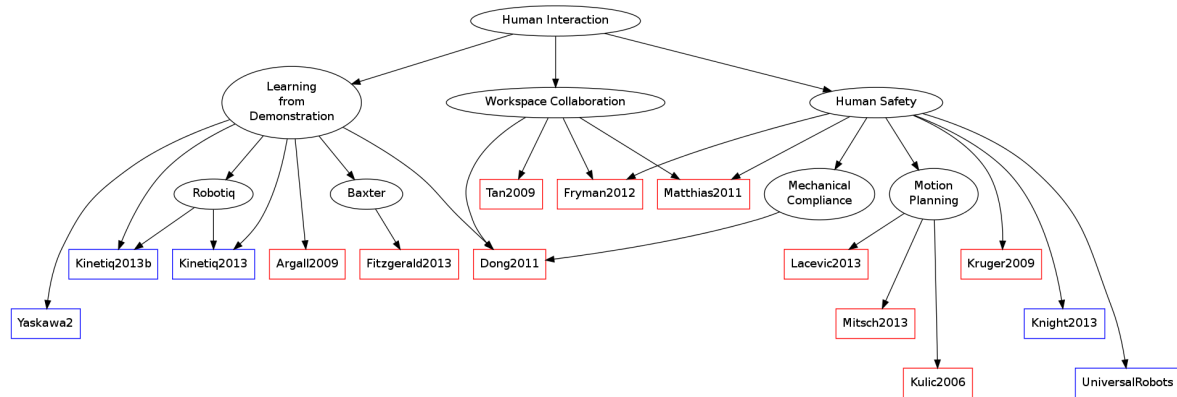 Human Interaction
Learning
from
Demonstration
Workspace Collaboration
Human Safety
Robotiq
Baxter
Tan2009
Fryman2012
Matthias2011
Mechanical
Compliance
Motion
Planning
Kinetiq2013b
Kinetiq2013
Argall2009
Fitzgerald2013
Dong2011
Lacevic2013
Kruger2009
Yaskawa2
Mitsch2013
Knight2013
Kulic2006
UniversalRobots